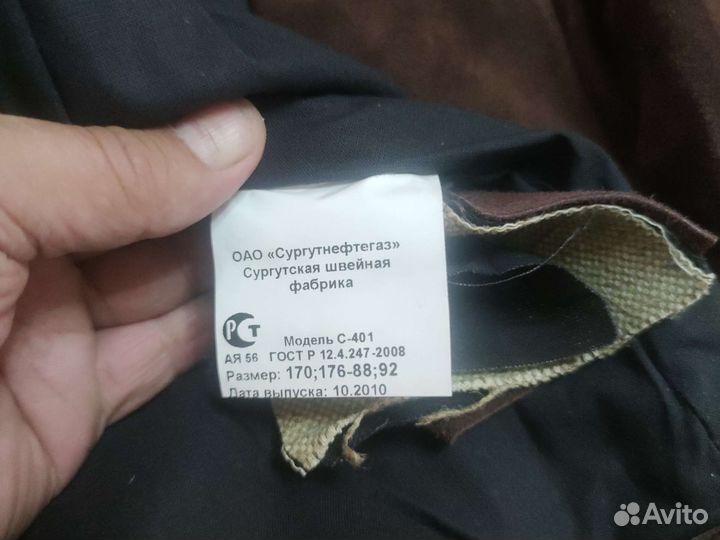 ОАО «Сургутнефтегаз»
Сургутская швейная
фабрика
РСТ
Модель С-401
АЯ 56 ГОСТ Р 12.4.247-2008
Размер: 170;176-88;92
Дата выпуска: 10.2010
Avito